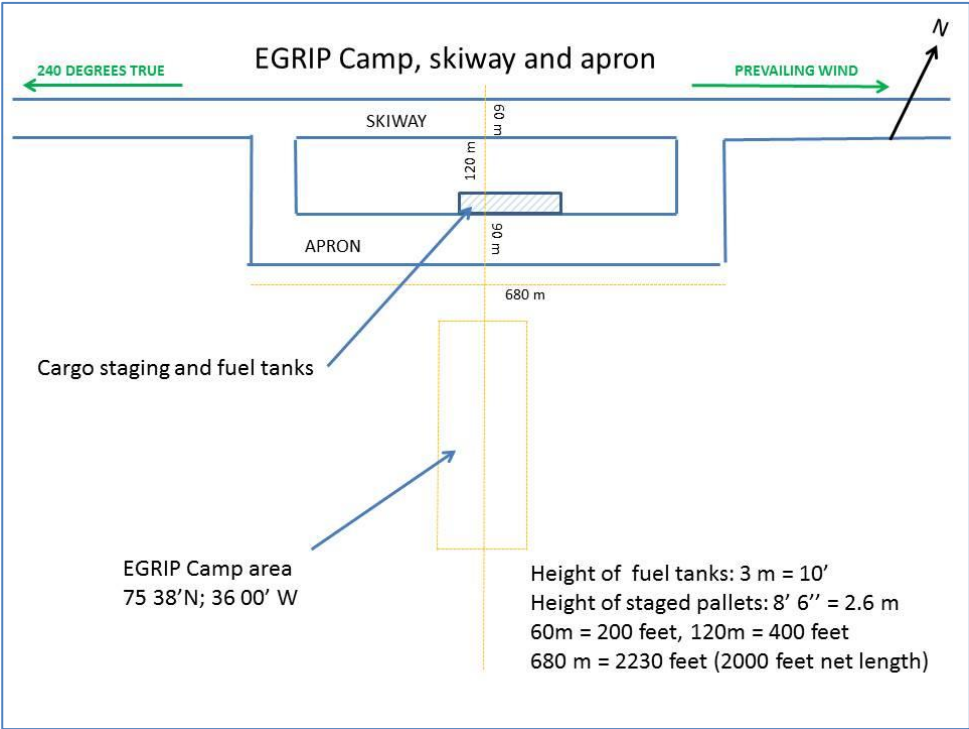 EGRIP Camp, skiway and apron
N
240 DEGREES TRUE
PREVAILING WIND
SKIWAY
60 m
120 m
90 m
APRON
680 m
Cargo staging and fuel tanks
EGRIP Camp area
75 38’N; 36 00’ W
Height of fuel tanks: 3 m = 10’
Height of staged pallets: 8’ 6’’ = 2.6 m
60m = 200 feet, 120m = 400 feet
680 m = 2230 feet (2000 feet net length)